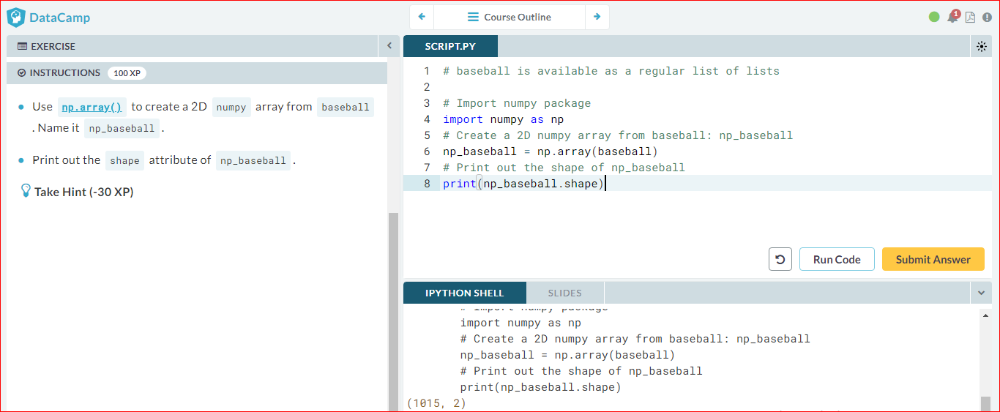 DataCamp
Course Outline
1
EXERCISE
INSTRUCTIONS 100 XP
Use np.array() to create a 2D numpy array from baseball
. Name it np_baseball .
Print out the shape attribute of np_baseball .
Take Hint (-30 XP)
SCRIPT.PY
1 # baseball is available as a regular list of lists
2
3 # Import numpy package
4 import numpy as np
5 # Create a 2D numpy array from baseball: np_baseball
6 np_baseball = np.array(baseball)
7 # Print out the shape of np_baseball
8 print(np_baseball.shape)
Run Code
Submit Answer
IPYTHON SHELL
SLIDES
# Import numpy package
import numpy as np
# Create a 2D numpy array from baseball: np_baseball
np_baseball = np.array(baseball)
# Print out the shape of np_baseball
print(np_baseball.shape)
(1015, 2)